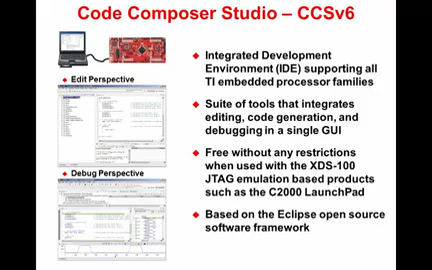 Code Composer Studio – CCSv6
Edit Perspective
Debug Perspective
Integrated Development
Environment (IDE) supporting all
TI embedded processor families
Suite of tools that integrates
editing, code generation, and
debugging in a single GUI
Free without any restrictions
when used with the XDS-100
JTAG emulation based products
such as the C2000 LaunchPad
Based on the Eclipse open source
software framework